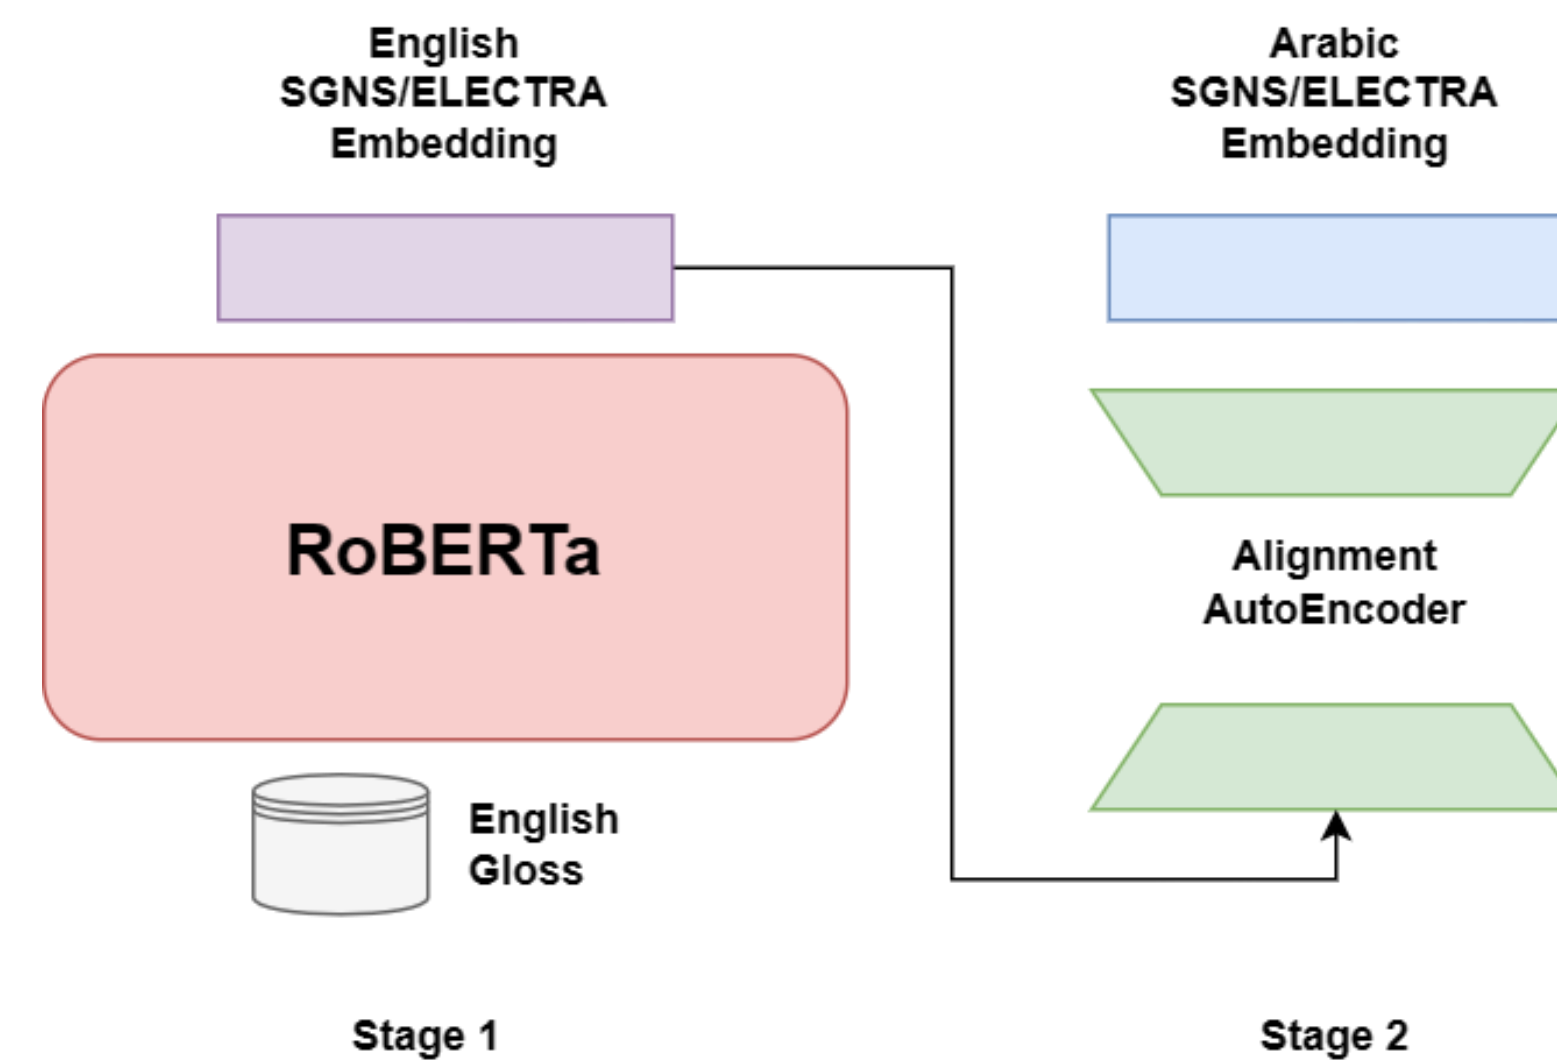 English
SGNS/ELECTRA
Embedding
RoBERTa
English
Gloss
Stage 1
Arabic
SGNS/ELECTRA
Embedding
Alignment
AutoEncoder
Stage 2